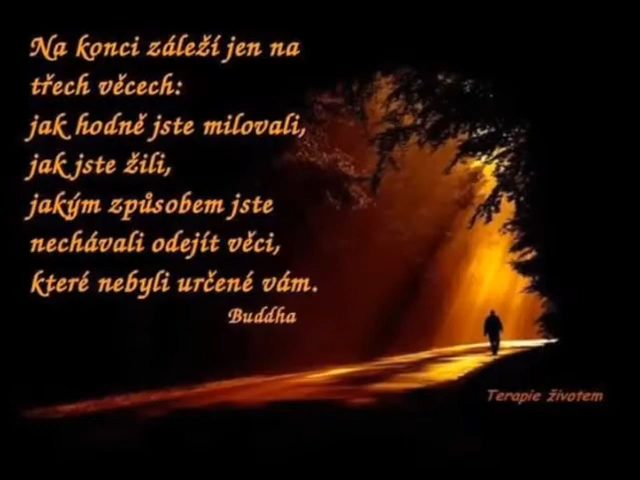 Na konci záleží jen na
třech věcech:
jak hodně jste milovali,
jak jste žili,
jakým způsobem jste
nechávali odejít věci,
které nebyli určené vám.
Buddha
Terapie životem